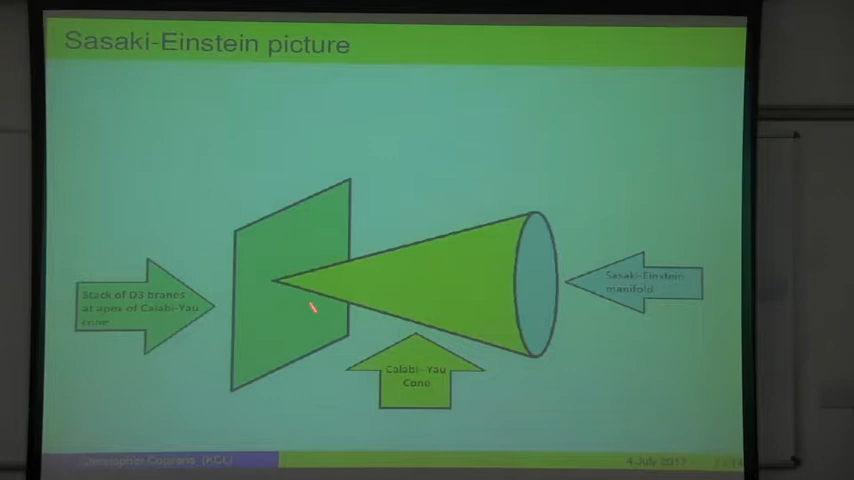 Sasaki-Einstein picture
Stack of D3 branes
at apex of Calabi-Yau
cone
Sasaki-Einstein
manifold
Calabi-Yau
Cone
(KCL)
4 July 2017